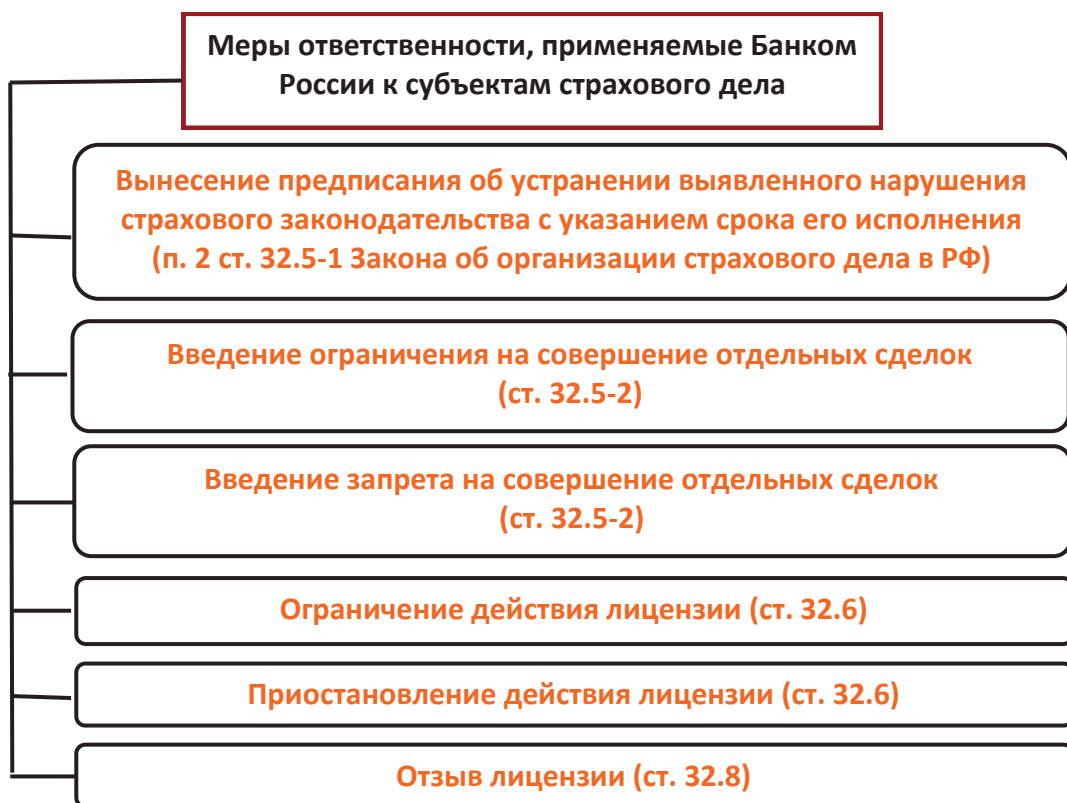 Меры ответственности, применяемые Банком
России к субъектам страхового дела
Вынесение предписания об устранении выявленного нарушения
страхового законодательства с указанием срока его исполнения
(п. 2 ст. 32.5-1 Закона об организации страхового дела в РФ)
Введение ограничения на совершение отдельных сделок
(ст. 32.5-2)
Введение запрета на совершение отдельных сделок
(ст. 32.5-2)
Ограничение действия лицензии (ст. 32.6)
Приостановление действия лицензии (ст. 32.6)
Отзыв лицензии (ст. 32.8)